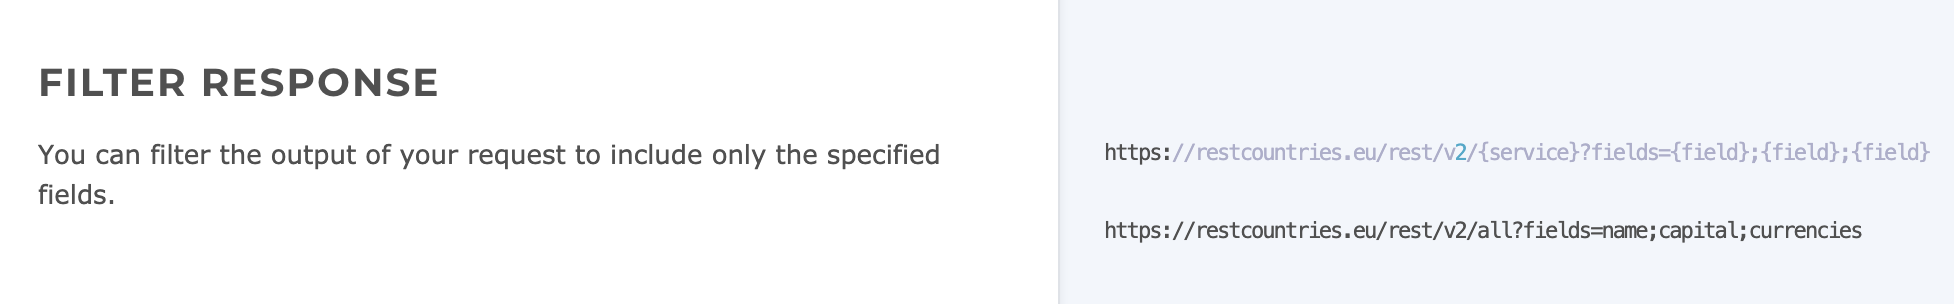 FILTER RESPONSE
You can filter the output of your request to include only the specified
fields.
https://restcountries.eu/rest/v2/{service}?fields={field};{field};{field}
https://restcountries.eu/rest/v2/all?fields=name;capital;currencies